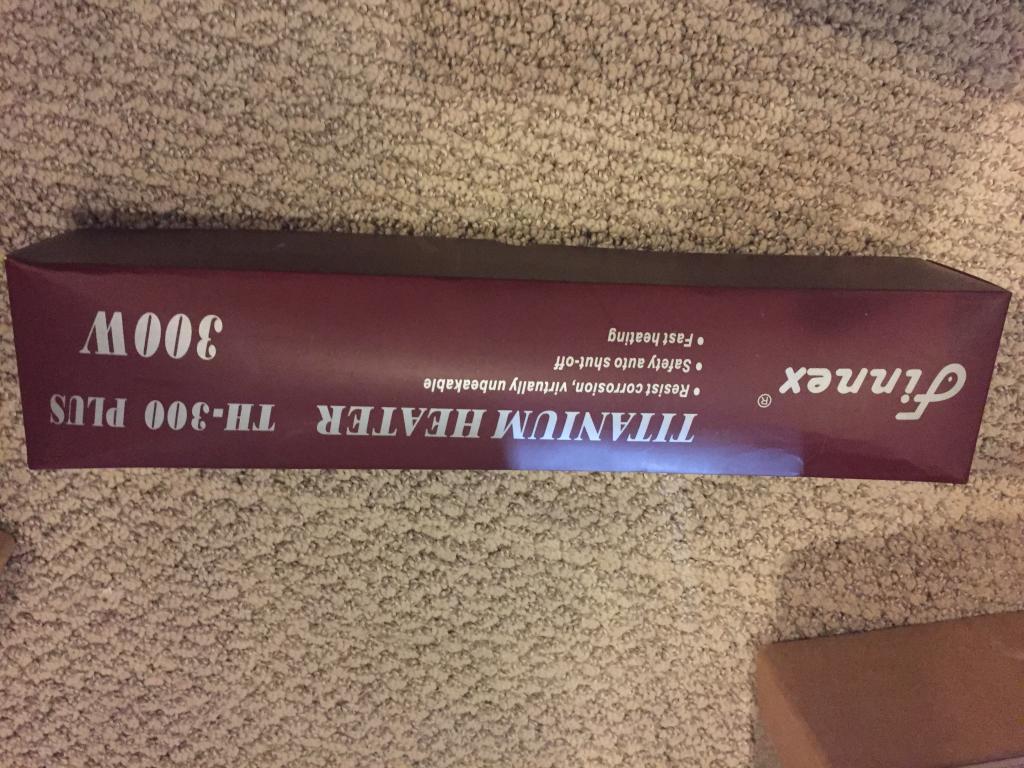 Finnex®
TITANIUM HEATER TH-300 PLUS
• Resist corrosion, virtually unbeakable
• Safety auto shut-off
• Fast heating
300W